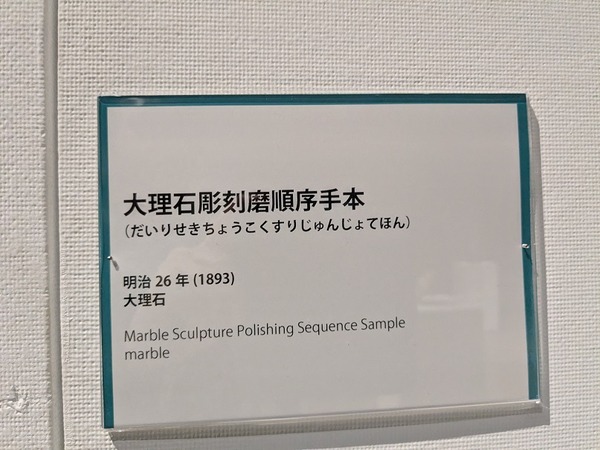 大理石彫刻磨順序手本
（だいりせきちょうこくすりじゅんじょてほん）
明治 26 年 (1893)
大理石
Marble Sculpture Polishing Sequence Sample
marble